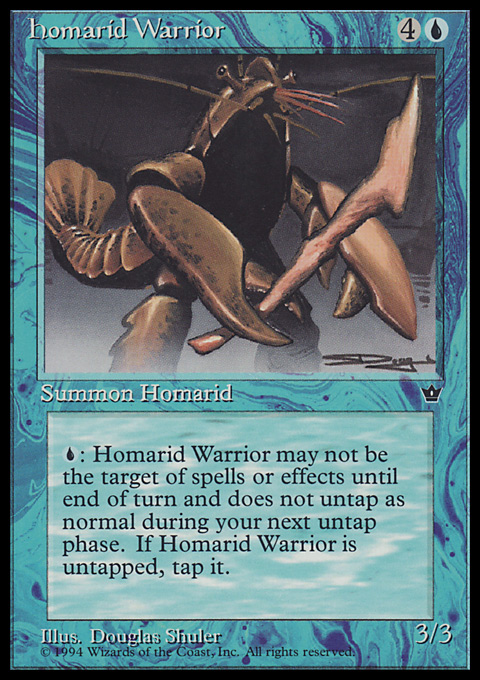 Homarid Warrior 4
Summon Homarid
: Homarid Warrior may not be
the target of spells or effects until
end of turn and does not untap as
normal during your next untap
phase. If Homarid Warrior is
untapped, tap it.
Illus. Douglas Shuler 3/3
© 1994 Wizards of the Coast, Inc. All rights reserved.